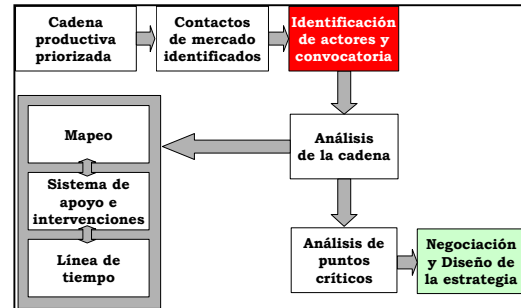 Cadena
productiva
priorizada
Contactos
de mercado
identificados
Identificación
de actores y
convocatoria
Mapeo
Análisis
de la cadena
Sistema de
apoyo e
intervenciones
Línea de
tiempo
Análisis de
puntos
críticos
Negociación
y Diseño de
la estrategia